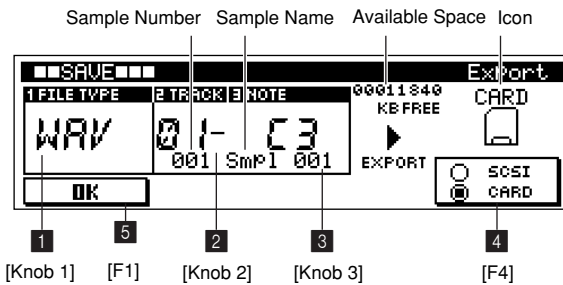 Sample Number Sample Name Available Space Icon
SAVE Export
1 FILE TYPE 2 TRACK 3 NOTE 00011840 CARD
KB FREE
WAV 01- C3
001 Smpl 001 EXPORT
OK SCSI
CARD
1 5 2 3 4
[Knob 1] [F1] [Knob 2] [Knob 3] [F4]